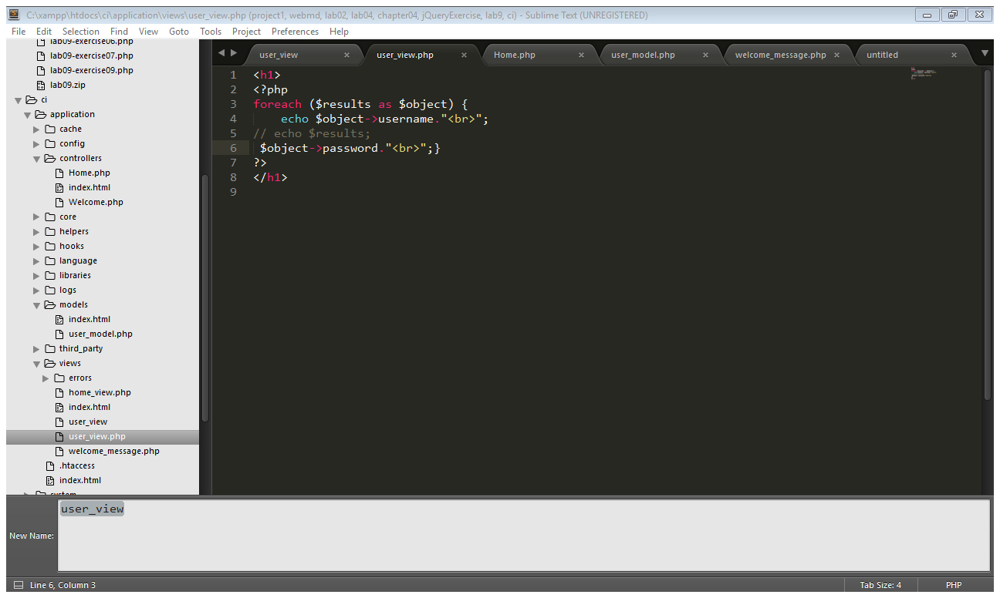 C:\xampp\htdocs\ci\application\views\user_view.php (project1, webmd, lab02, lab04, chapter04, jQueryExercise, lab9, ci) - Sublime Text (UNREGISTERED)
File Edit Selection Find View Goto Tools Project Preferences Help
lab09-exercise06.php
lab09-exercise07.php
lab09-exercise09.php
lab09.zip
ci
application
cache
config
controllers
Home.php
index.html
Welcome.php
core
helpers
hooks
language
libraries
logs
models
index.html
user_model.php
third_party
views
errors
home_view.php
index.html
user_view
user_view.php
welcome_message.php
.htaccess
index.html
system
user_view × user_view.php × Home.php × user_model.php × welcome_message.php × untitled ×
1 <h1>
2 <?php
3 foreach ($results as $object) {
4     echo $object->username."<br>";
5 // echo $results;
6  $object->password."<br>";}
7 ?>
8 </h1>
9
New Name: user_view
Line 6, Column 3 Tab Size: 4 PHP